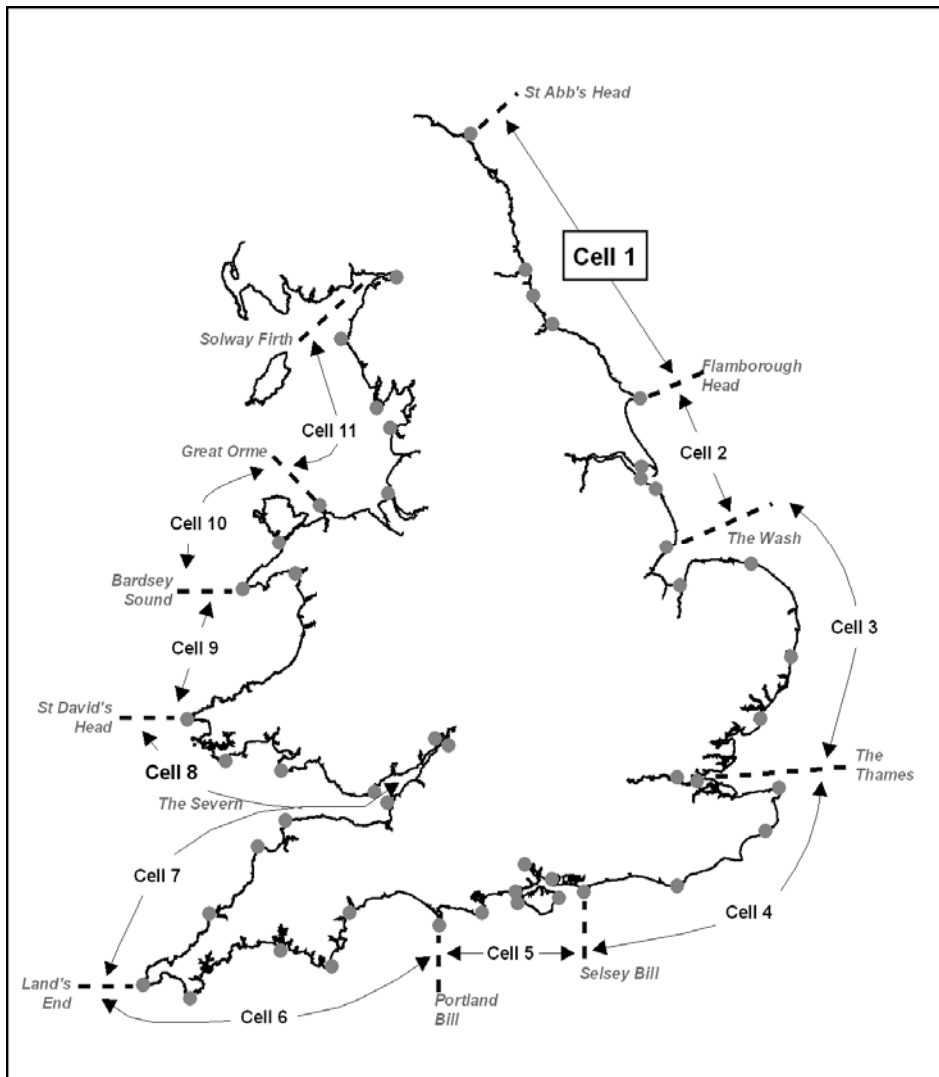 St Abb's Head
Cell 1
Solway Firth
Flamborough
Head
Cell 11
Great Orme
Cell 2
Cell 10
The Wash
Bardsey
Sound
Cell 3
Cell 9
St David's
Head
The
Thames
Cell 8
The Severn
Cell 7
Cell 4
Cell 5
Selsey Bill
Land's
End
Portland
Bill
Cell 6